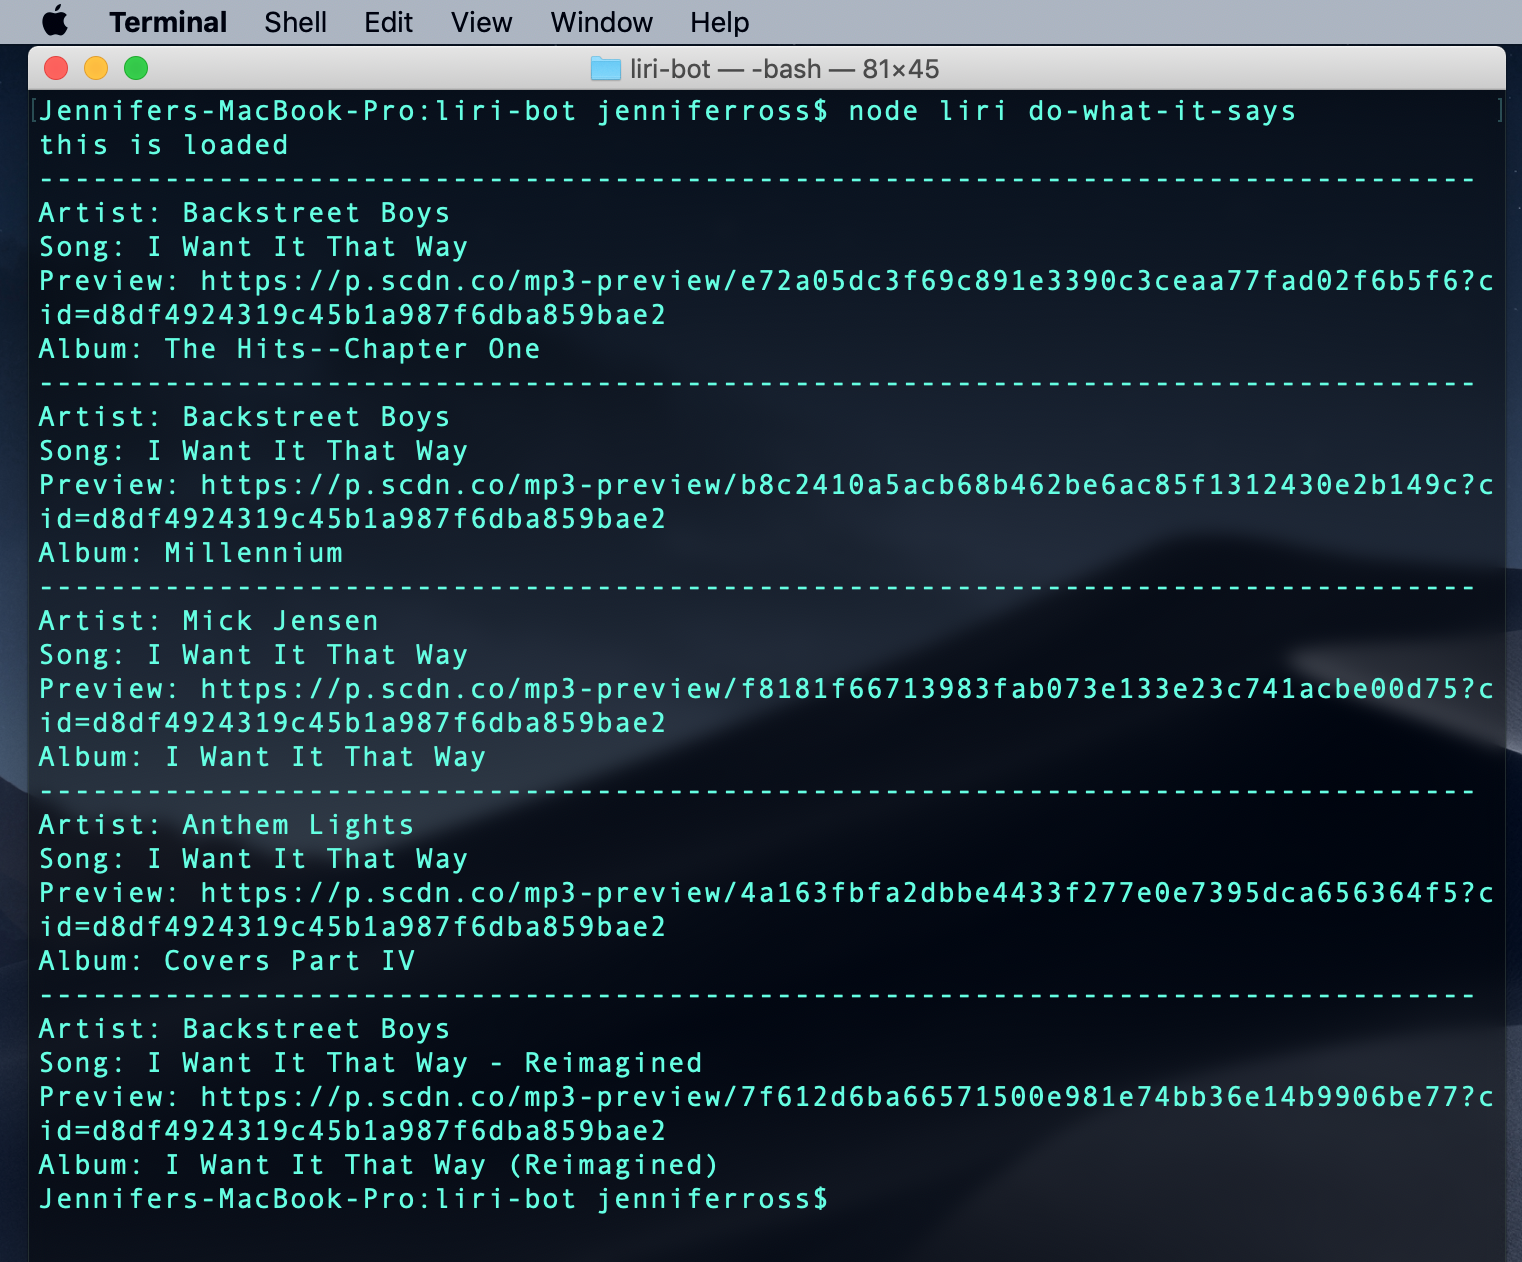 Terminal Shell Edit View Window Help
liri-bot — -bash — 81×45
[Jennifers-MacBook-Pro:liri-bot jenniferross$ node liri do-what-it-says ]
this is loaded
--------------------------------------------------------------------------------
Artist: Backstreet Boys
Song: I Want It That Way
Preview: https://p.scdn.co/mp3-preview/e72a05dc3f69c891e3390c3ceaa77fad02f6b5f6?c
id=d8df4924319c45b1a987f6dba859bae2
Album: The Hits--Chapter One
--------------------------------------------------------------------------------
Artist: Backstreet Boys
Song: I Want It That Way
Preview: https://p.scdn.co/mp3-preview/b8c2410a5acb68b462be6ac85f1312430e2b149c?c
id=d8df4924319c45b1a987f6dba859bae2
Album: Millennium
--------------------------------------------------------------------------------
Artist: Mick Jensen
Song: I Want It That Way
Preview: https://p.scdn.co/mp3-preview/f8181f66713983fab073e133e23c741acbe00d75?c
id=d8df4924319c45b1a987f6dba859bae2
Album: I Want It That Way
--------------------------------------------------------------------------------
Artist: Anthem Lights
Song: I Want It That Way
Preview: https://p.scdn.co/mp3-preview/4a163fbfa2dbbe4433f277e0e7395dca656364f5?c
id=d8df4924319c45b1a987f6dba859bae2
Album: Covers Part IV
--------------------------------------------------------------------------------
Artist: Backstreet Boys
Song: I Want It That Way - Reimagined
Preview: https://p.scdn.co/mp3-preview/7f612d6ba66571500e981e74bb36e14b9906be77?c
id=d8df4924319c45b1a987f6dba859bae2
Album: I Want It That Way (Reimagined)
Jennifers-MacBook-Pro:liri-bot jenniferross$